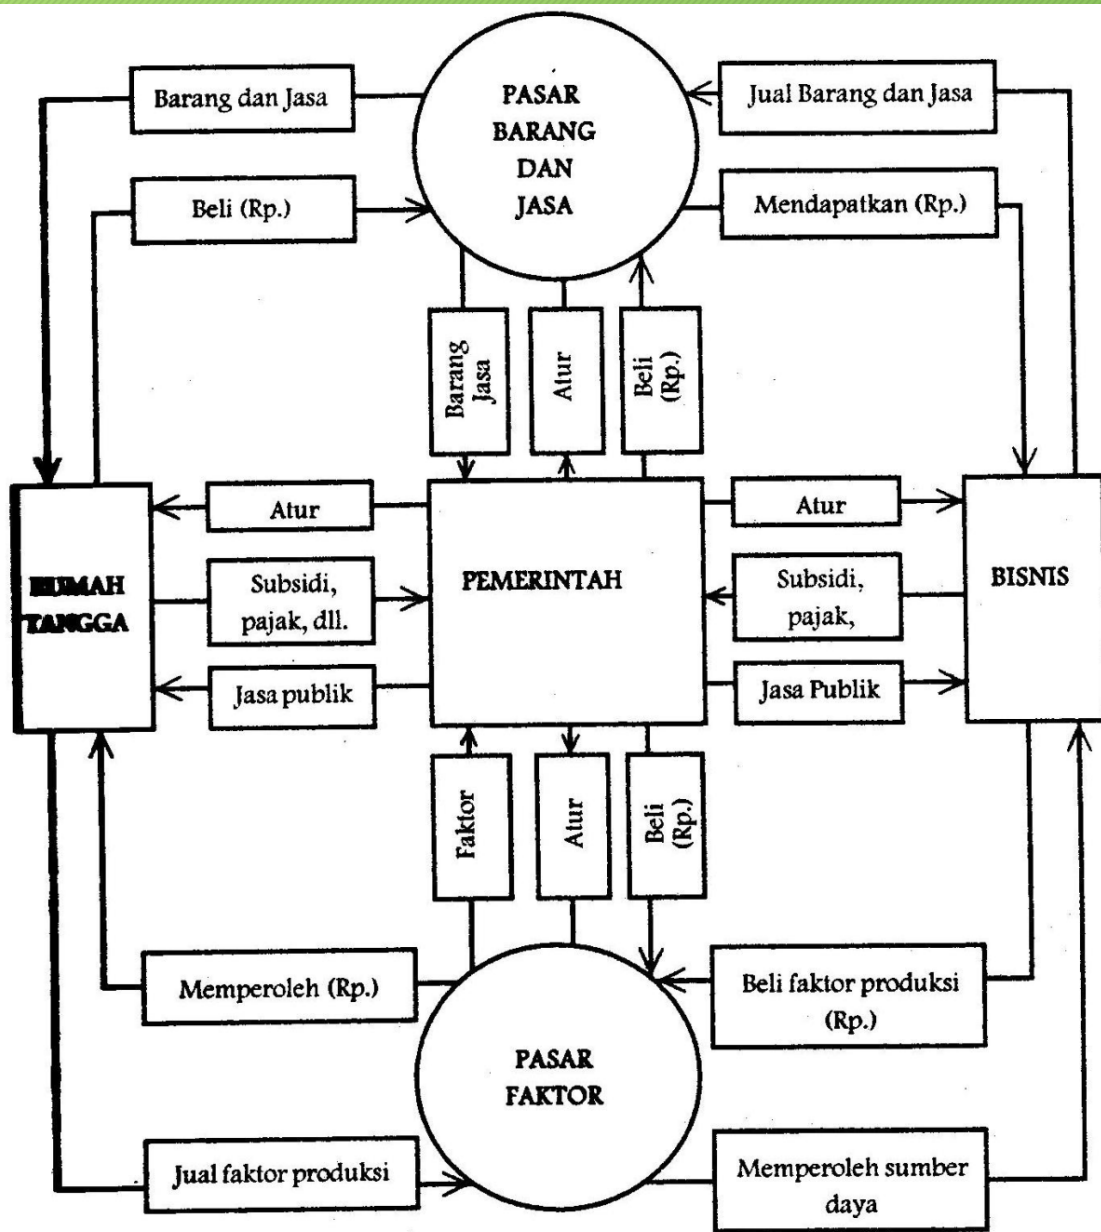 Barang dan Jasa
PASAR
BARANG
DAN
JASA
Jual Barang dan Jasa
Beli (Rp.)
Mendapatkan (Rp.)
Barang
Jasa
Atur
Beli
(Rp.)
Atur
Atur
RUMAH
TANGGA
Subsidi,
pajak, dll.
PEMERINTAH
Subsidi,
pajak,
BISNIS
Jasa publik
Jasa Publik
Faktor
Atur
Beli
(Rp.)
Memperoleh (Rp.)
Beli faktor produksi
(Rp.)
PASAR
FAKTOR
Jual faktor produksi
Memperoleh sumber
daya